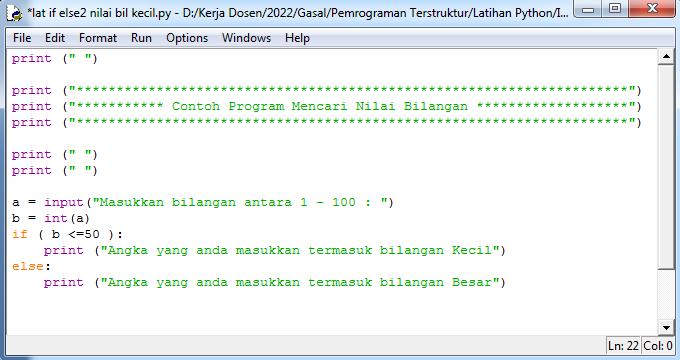 *lat if else2 nilai bil kecil.py - D:/Kerja Dosen/2022/Gasal/Pemrograman Terstruktur/Latihan Python/I...
File Edit Format Run Options Windows Help
print (" ")
print ("*********************************************************************")
print ("*********** Contoh Program Mencari Nilai Bilangan *******************")
print ("*********************************************************************")
print (" ")
print (" ")
a = input("Masukkan bilangan antara 1 - 100 : ")
b = int(a)
if ( b <=50 ):
    print ("Angka yang anda masukkan termasuk bilangan Kecil")
else:
    print ("Angka yang anda masukkan termasuk bilangan Besar")
Ln: 22 Col: 0